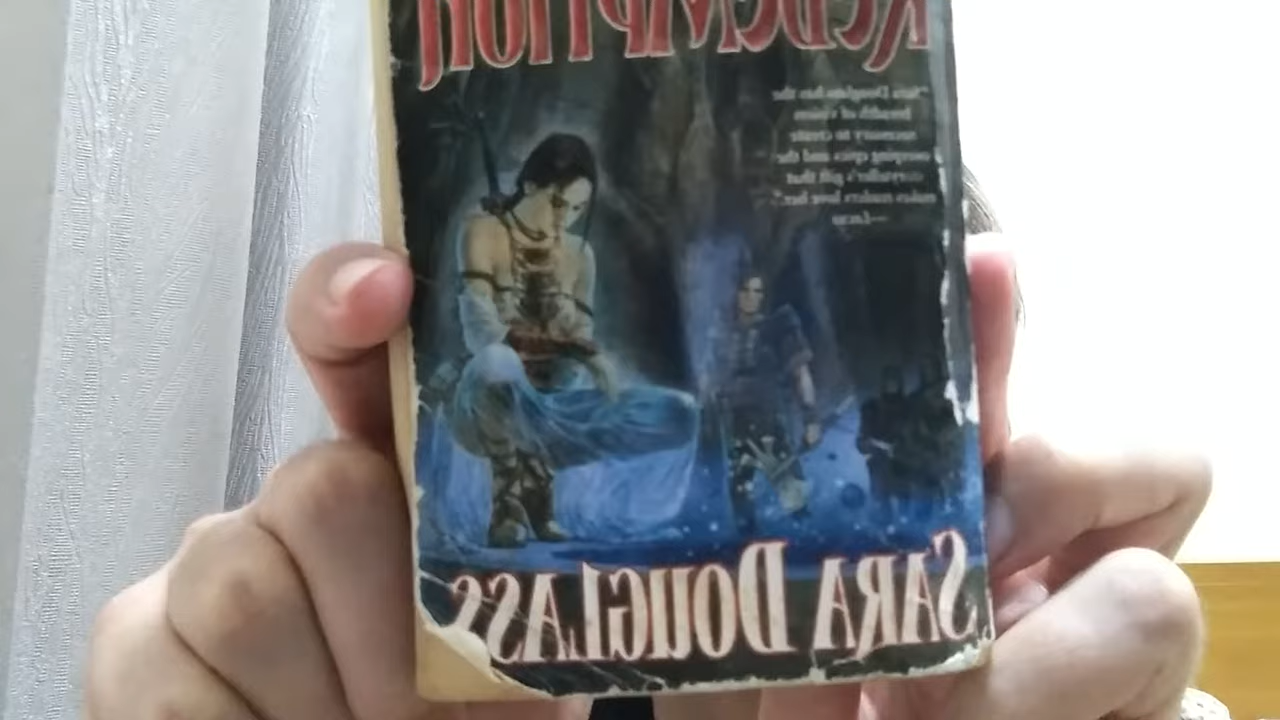 REDEMPTION
"Sara Douglass has the
breadth of vision
necessary to create
sweeping epics and the
storyteller's gift that
makes readers love her."
—Locus
SARA DOUGLASS